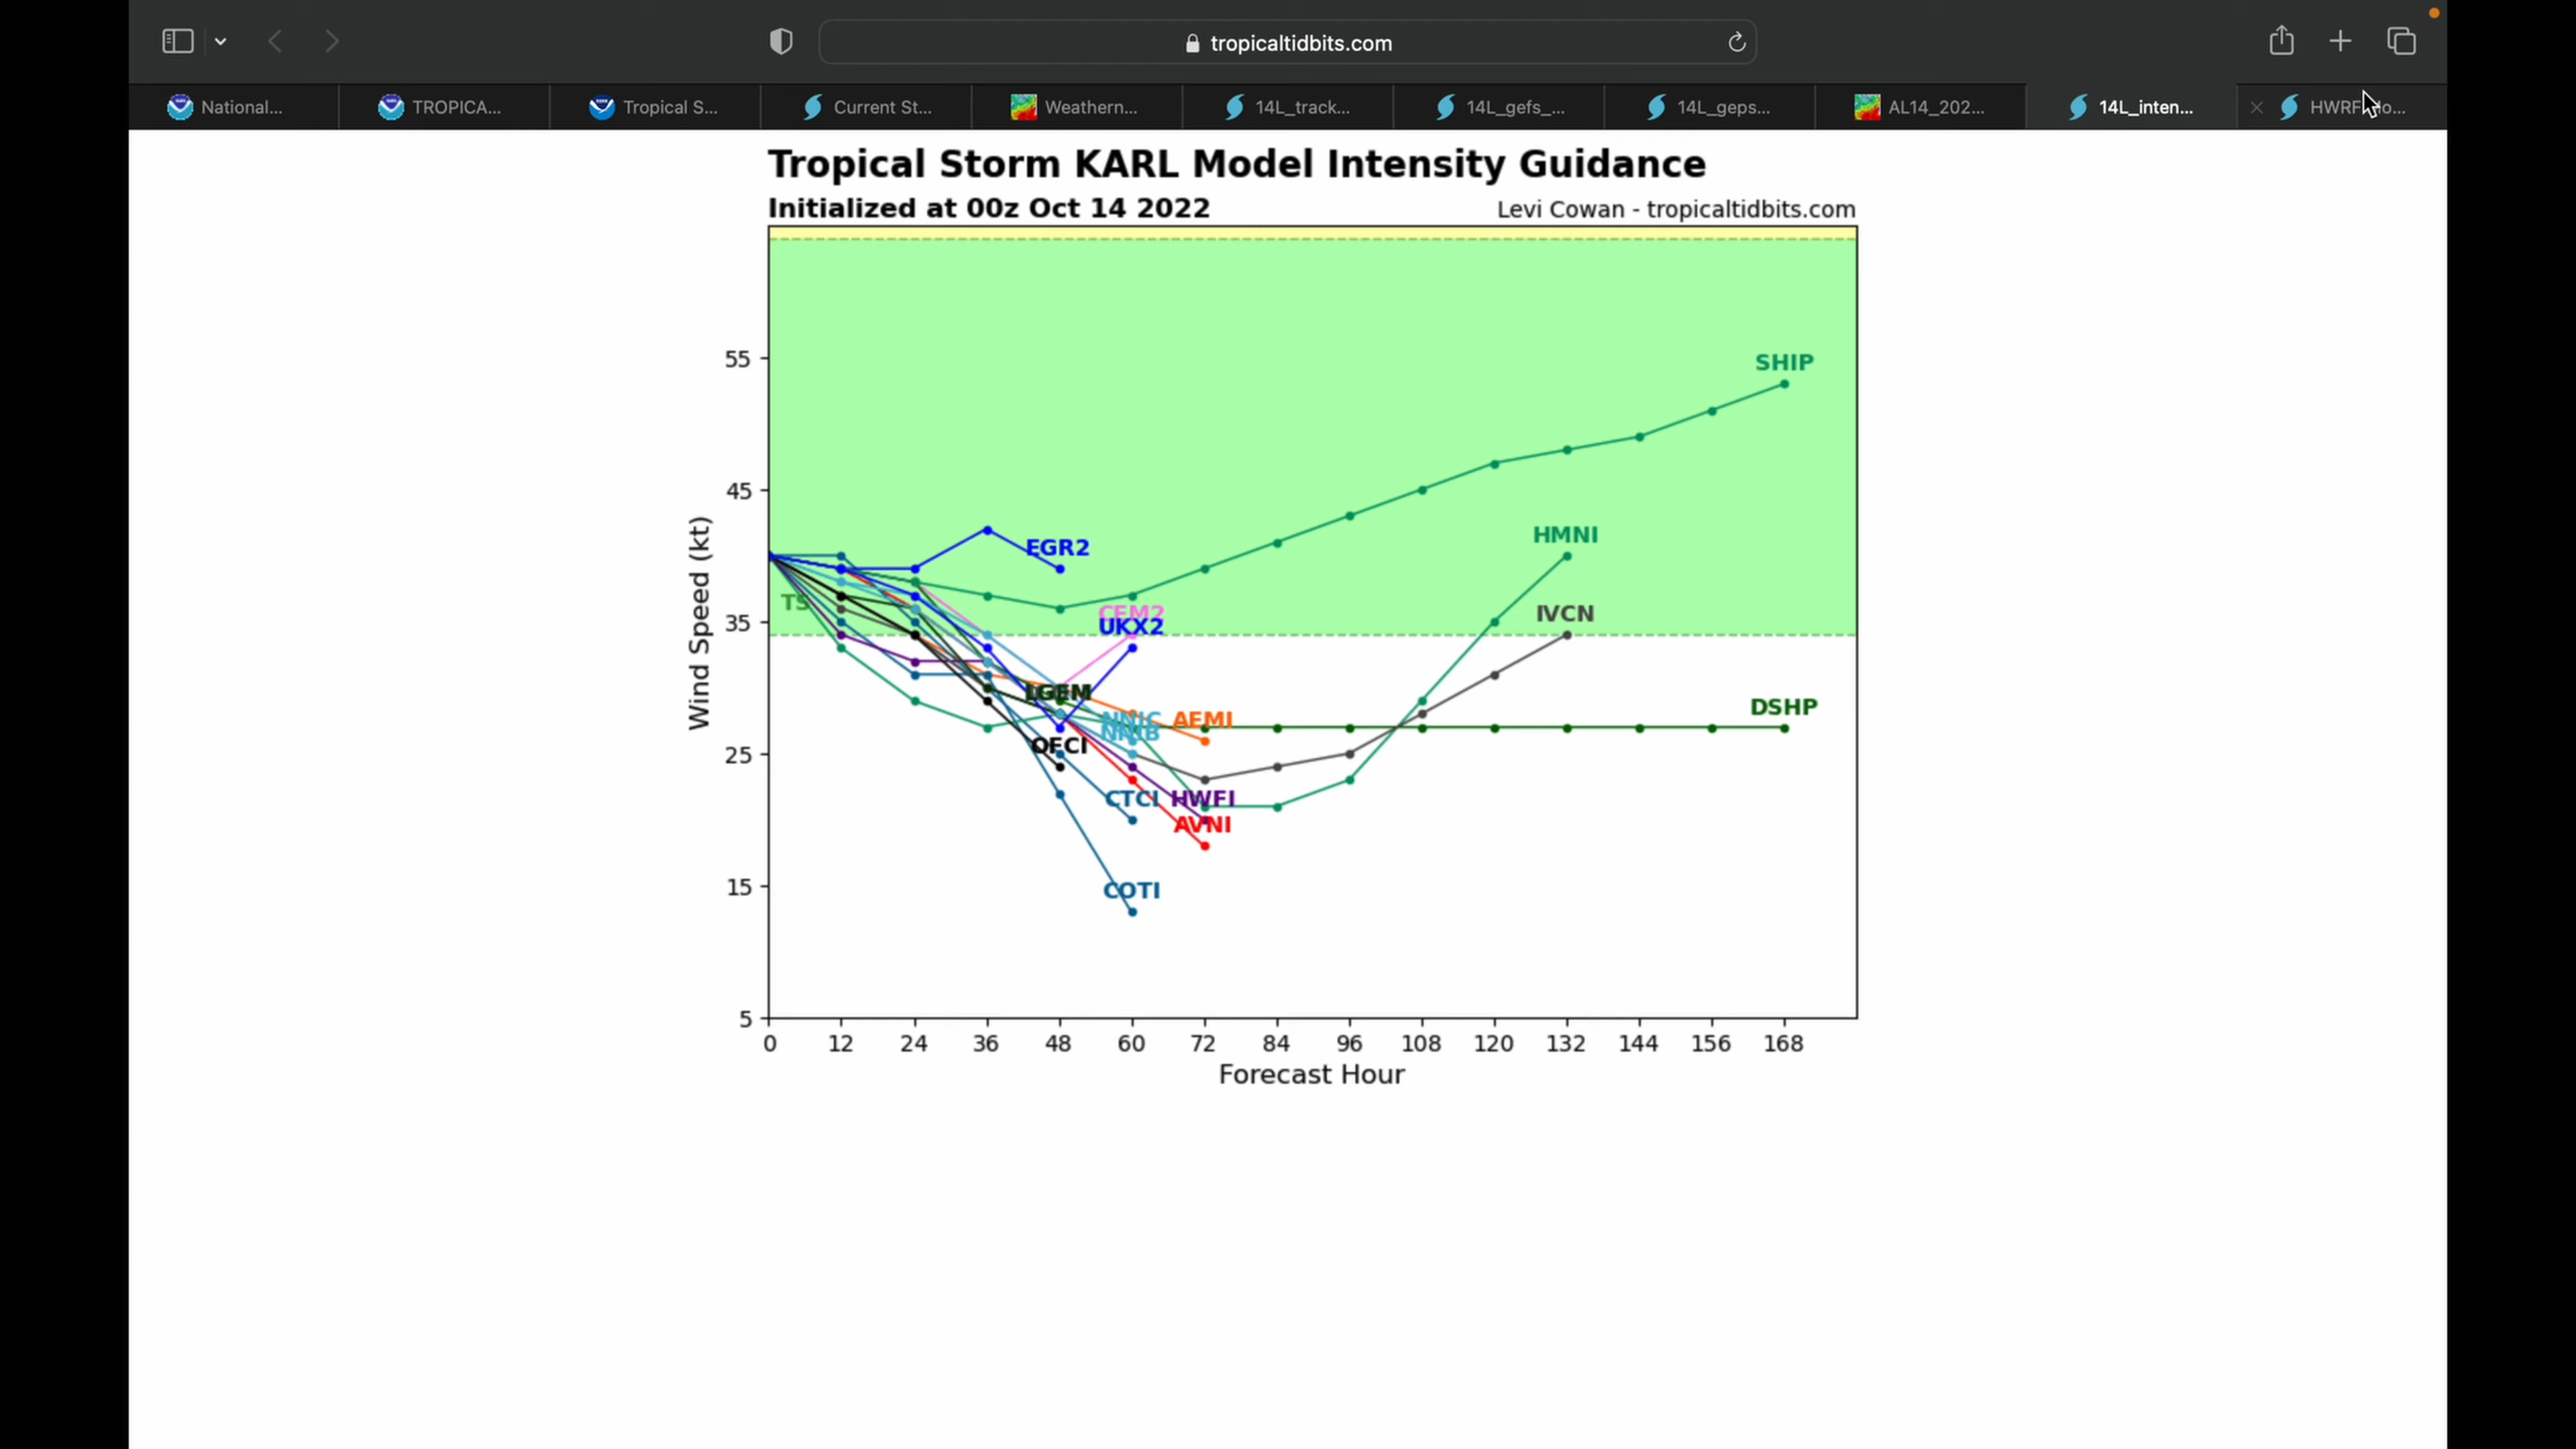 tropicaltidbits.com
National...
TROPICA...
Tropical S...
Current St...
Weathern...
14L_track...
14L_gefs_...
14L_geps...
AL14_202...
14L_inten...
Tropical Storm KARL Model Intensity Guidance
Initialized at 00z Oct 14 2022
Levi Cowan - tropicaltidbits.com
55
45
35
25
15
5
Wind Speed (kt)
SHIP
HMNI
EGR2
TS
CEM2
UKX2
IVCN
LGEM
DSHP
NNIC
AEMI
NNIB
OFCI
CTCI
HWFI
AVNI
COTI
0 12 24 36 48 60 72 84 96 108 120 132 144 156 168
Forecast Hour